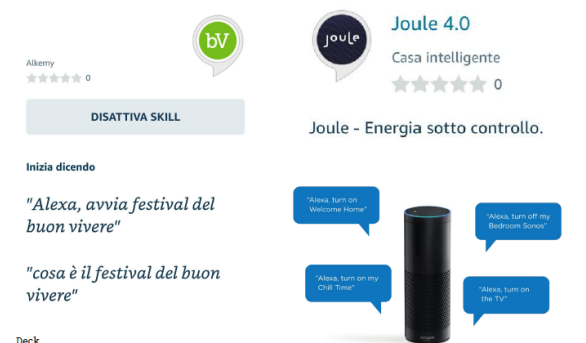 bV
Alkemy
0
DISATTIVA SKILL
Inizia dicendo
"Alexa, avvia festival del
buon vivere"
"cosa è il festival del buon
vivere"
Deck
joule
Joule 4.0
Casa intelligente
0
Joule - Energia sotto controllo.
"Alexa, turn on
Welcome Home"
"Alexa, turn off my
Bedroom Sonos"
"Alexa, turn on my
Chill Time"
"Alexa, turn on
the TV"